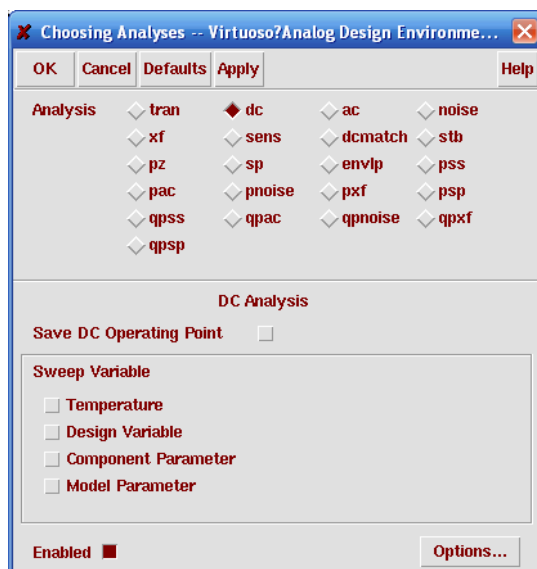 Choosing Analyses -- Virtuoso?Analog Design Environme...
OK Cancel Defaults Apply Help
Analysis tran dc ac noise
xf sens dcmatch stb
pz sp envlp pss
pac pnoise pxf psp
qpss qpac qpnoise qpxf
qpsp
DC Analysis
Save DC Operating Point
Sweep Variable
Temperature
Design Variable
Component Parameter
Model Parameter
Enabled Options...